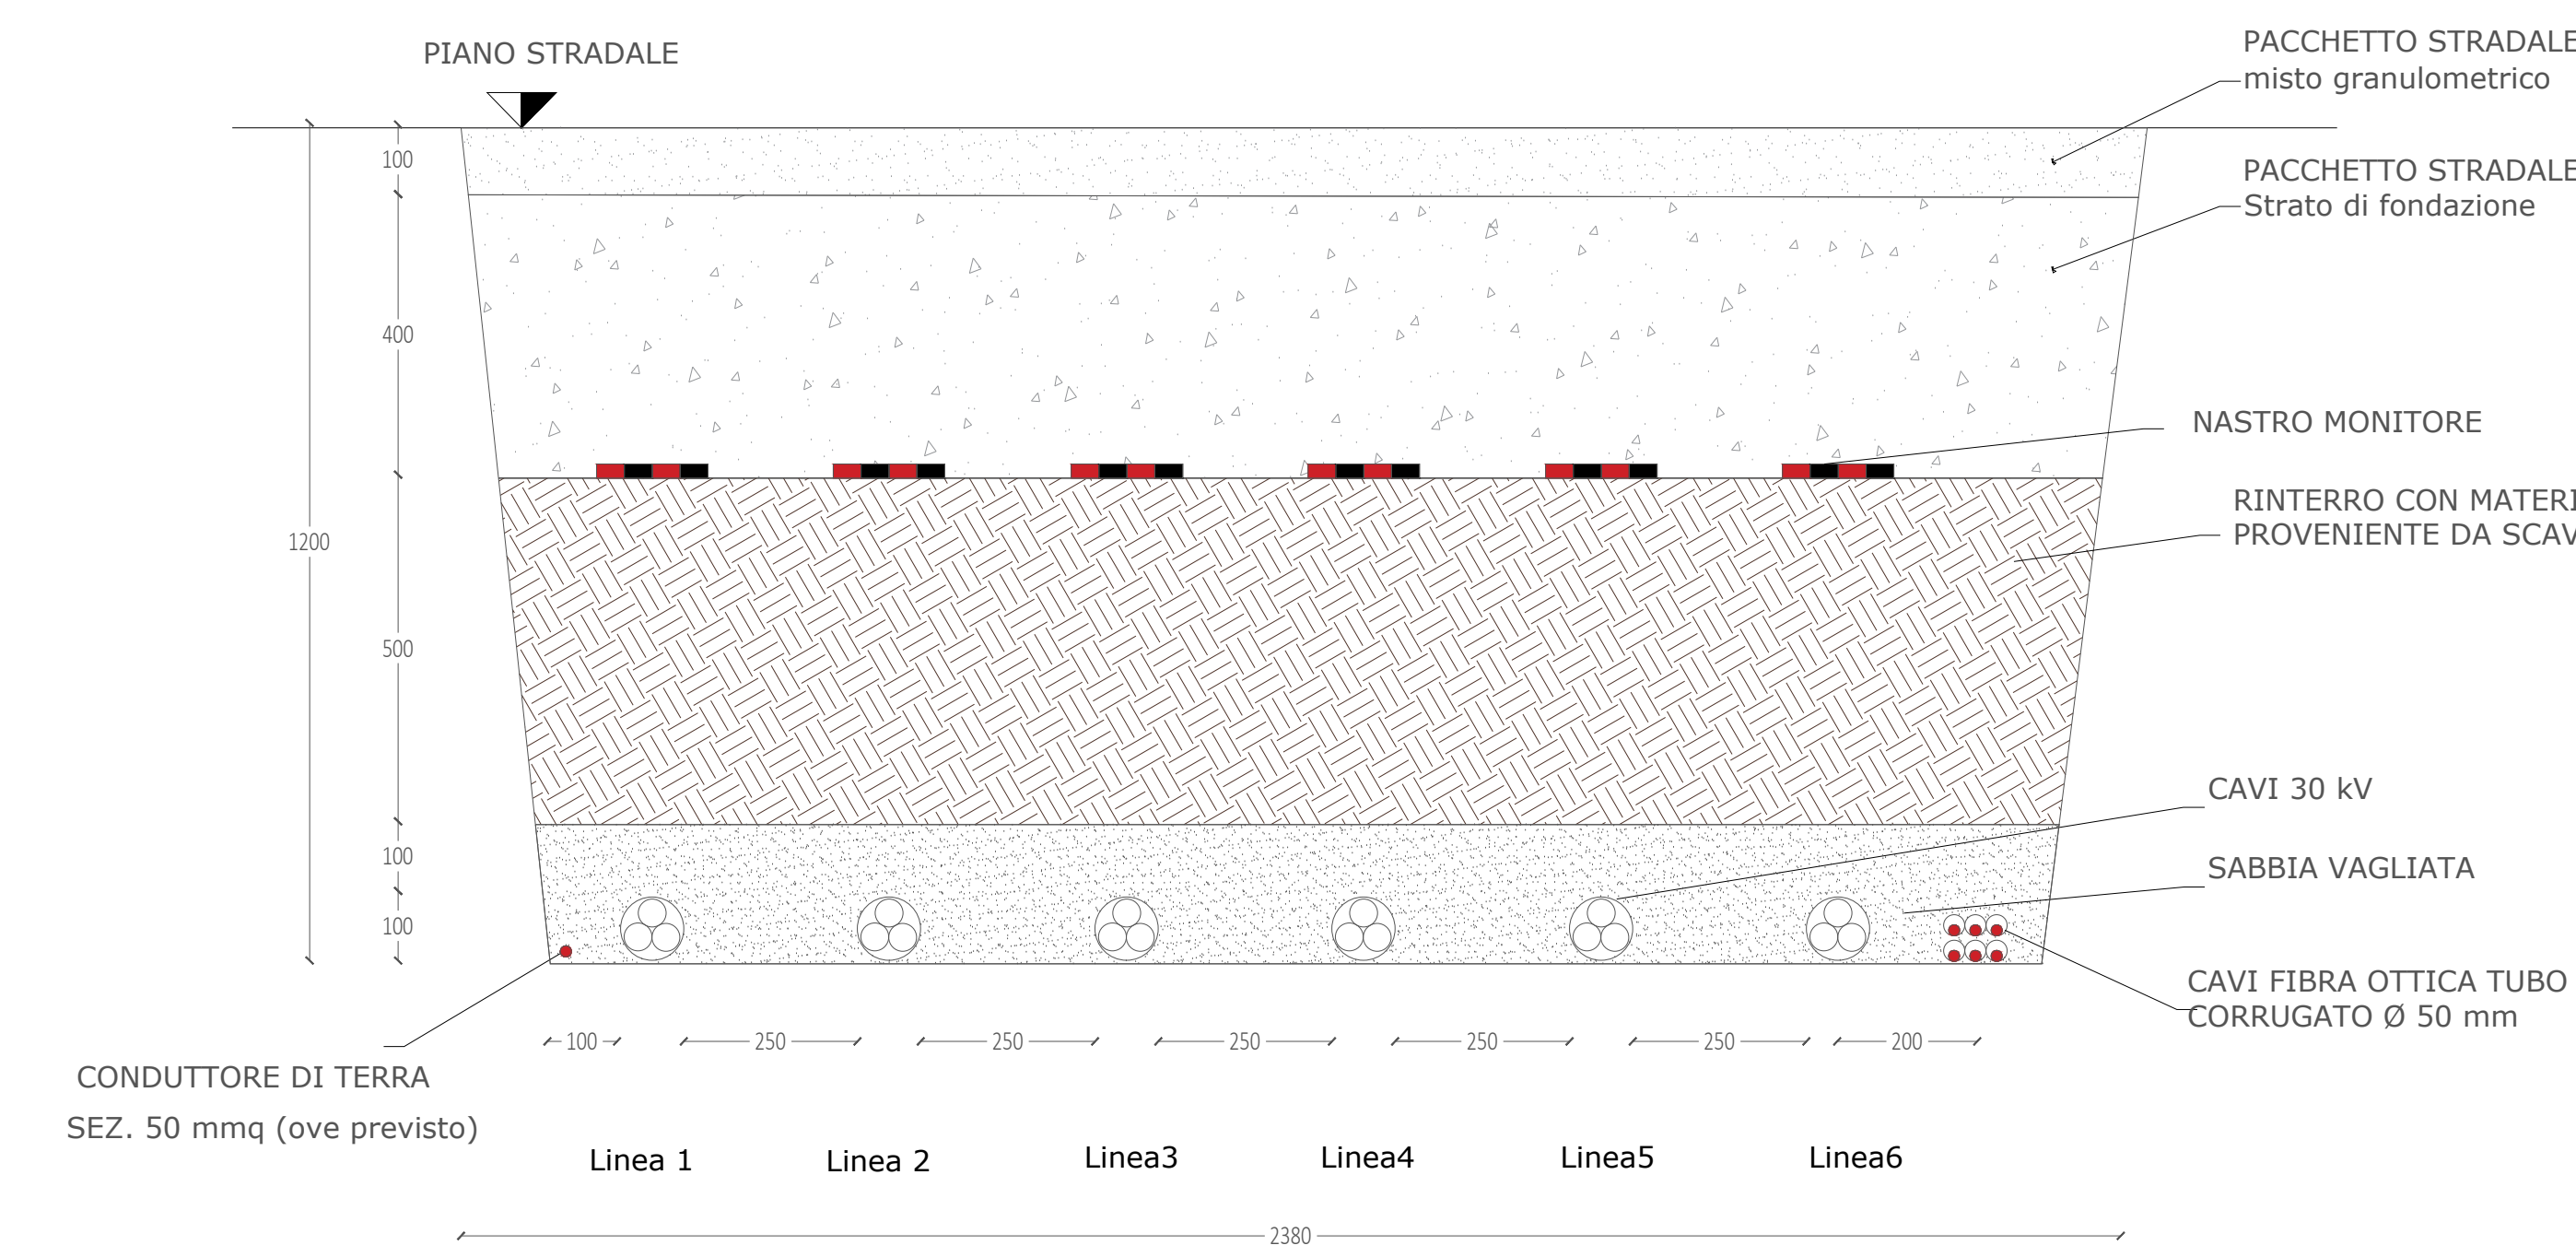 PIANO STRADALE
PACCHETTO STRADALE
misto granulometrico
100
PACCHETTO STRADALE
Strato di fondazione
400
NASTRO MONITORE
RINTERRO CON MATERI
PROVENIENTE DA SCAV
1200
500
CAVI 30 kV
100
SABBIA VAGLIATA
100
CAVI FIBRA OTTICA TUBO
CORRUGATO Ø 50 mm
100 250 250 250 250 250 200
CONDUTTORE DI TERRA
SEZ. 50 mmq (ove previsto)
Linea 1 Linea 2 Linea3 Linea4 Linea5 Linea6
2380